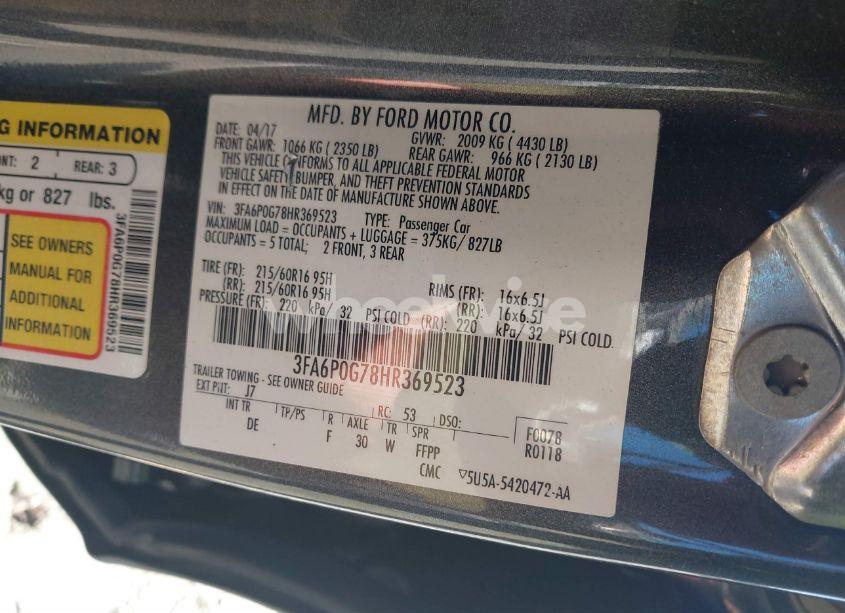 G INFORMATION
NT: 2 REAR: 3
kg or 827 lbs.
SEE OWNERS
MANUAL FOR
ADDITIONAL
INFORMATION
3FA6P0G78HR369523
MFD. BY FORD MOTOR CO.
DATE: 04/17 GVWR: 2009 KG ( 4430 LB)
FRONT GAWR: 1066 KG ( 2350 LB) REAR GAWR: 966 KG ( 2130 LB)
THIS VEHICLE CONFORMS TO ALL APPLICABLE FEDERAL MOTOR
VEHICLE SAFETY, BUMPER, AND THEFT PREVENTION STANDARDS
IN EFFECT ON THE DATE OF MANUFACTURE SHOWN ABOVE.
VIN: 3FA6P0G78HR369523 TYPE: Passenger Car
MAXIMUM LOAD = OCCUPANTS + LUGGAGE = 375KG/ 827LB
OCCUPANTS = 5 TOTAL; 2 FRONT, 3 REAR
TIRE (FR): 215/60R16 95H RIMS (FR): 16x6.5J
(RR): 215/60R16 95H (RR): 16x6.5J
PRESSURE (FR): 220 kPa/ 32 PSI COLD (RR): 220 kPa/ 32 PSI COLD.
wheelwise
3FA6P0G78HR369523
TRAILER TOWING - SEE OWNER GUIDE
EXT PNT: J7 RC: 53 DSO:
INT TR TP/PS R AXLE TR SPR F0078
DE F 30 W FFPP R0118
CMC ▽5U5A-5420472-AA